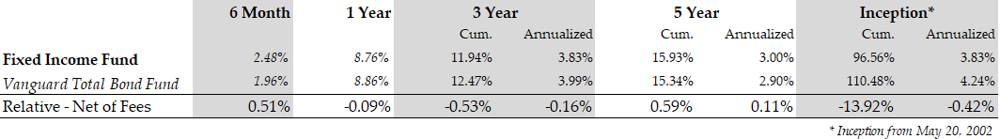 6 Month 1 Year 3 Year 5 Year Inception*
Cum. Annualized Cum. Annualized Cum. Annualized
Fixed Income Fund 2.48% 8.76% 11.94% 3.83% 15.93% 3.00% 96.56% 3.83%
Vanguard Total Bond Fund 1.96% 8.86% 12.47% 3.99% 15.34% 2.90% 110.48% 4.24%
Relative - Net of Fees 0.51% -0.09% -0.53% -0.16% 0.59% 0.11% -13.92% -0.42%
* Inception from May 20, 2002